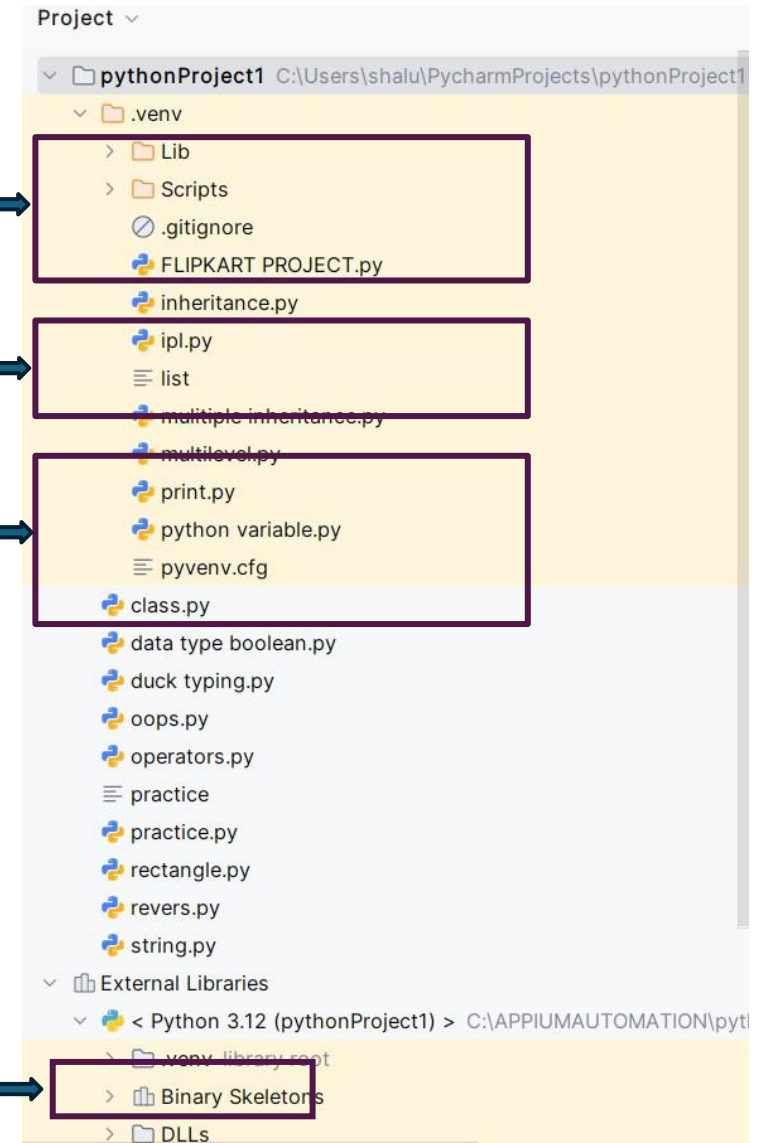 Project
pythonProject1 C:\Users\shalu\PycharmProjects\pythonProject1
.venv
Lib
Scripts
.gitignore
FLIPKART PROJECT.py
inheritance.py
ipl.py
list
mulitiple inheritance.py
multilevel.py
print.py
python variable.py
pyvenv.cfg
class.py
data type boolean.py
duck typing.py
oops.py
operators.py
practice
practice.py
rectangle.py
revers.py
string.py
External Libraries
< Python 3.12 (pythonProject1) > C:\APPIUMAUTOMATION\pyt
.venv library root
Binary Skeletons
DLLs